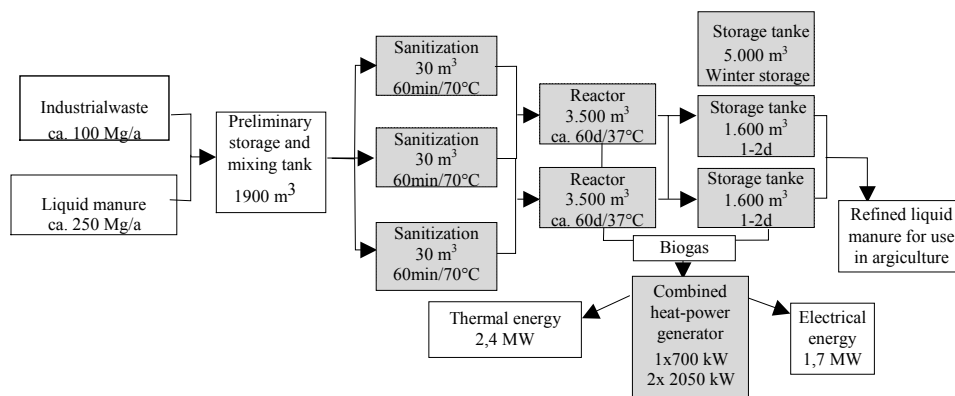 Industrialwaste
ca. 100 Mg/a
Liquid manure
ca. 250 Mg/a
Preliminary
storage and
mixing tank
1900 m³
Sanitization
30 m³
60min/70°C
Sanitization
30 m³
60min/70°C
Sanitization
30 m³
60min/70°C
Reactor
3.500 m³
ca. 60d/37°C
Reactor
3.500 m³
ca. 60d/37°C
Storage tanke
5.000 m³
Winter storage
Storage tanke
1.600 m³
1-2d
Storage tanke
1.600 m³
1-2d
Refined liquid
manure for use
in argiculture
Biogas
Combined
heat-power
generator
1x700 kW
2x 2050 kW
Thermal energy
2,4 MW
Electrical
energy
1,7 MW